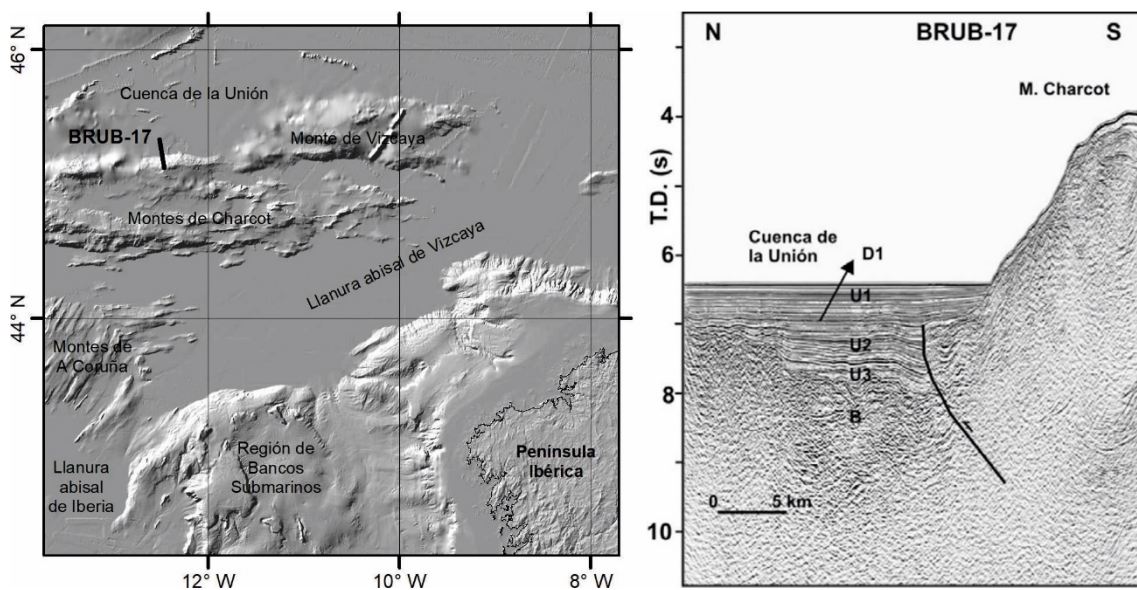 46° N
Cuenca de la Unión
BRUB-17
Monte de Vizcaya
Montes de Charcot
Llanura abisal de Vizcaya
44° N
Montes de
A Coruña
Región de
Bancos
Submarinos
Península
Ibérica
Llanura
abisal
de Iberia
12° W
10° W
8° W
N
BRUB-17
S
M. Charcot
4
T.D. (s)
Cuenca de
la Unión
D1
6
U1
U2
U3
8
B
0 5 km
10